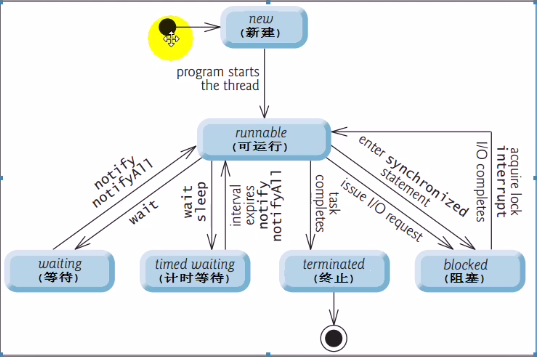 new
(新建)
program starts
the thread
runnable
(可运行)
notify
notifyAll
wait
wait
sleep
interval
expires
notify
notifyAll
task
completes
enter synchronized
statement
issue I/O request
I/O completes
acquire lock
interrupt
waiting
(等待)
timed waiting
(计时等待)
terminated
(终止)
blocked
(阻塞)